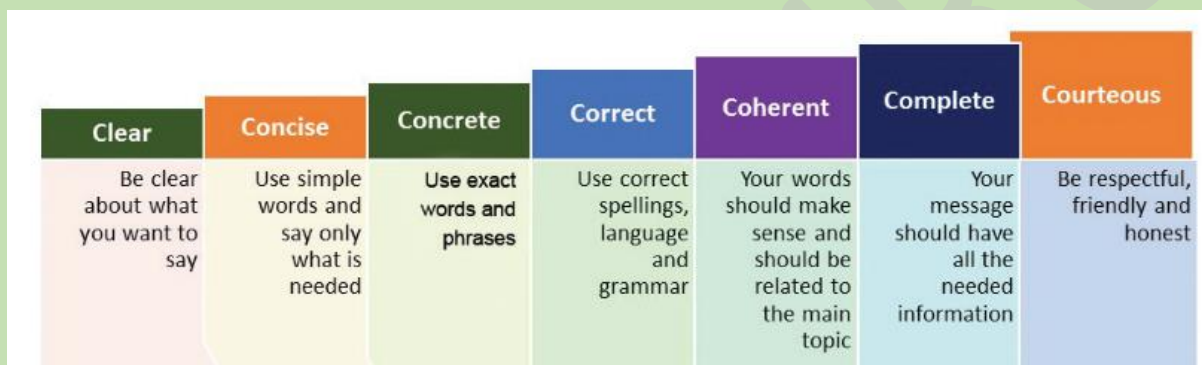 Clear
Be clear
about what
you want to
say
Concise
Use simple
words and
say only
what is
needed
Concrete
Use exact
words and
phrases
Correct
Use correct
spellings,
language
and
grammar
Coherent
Your words
should make
sense and
should be
related to
the main
topic
Complete
Your
message
should have
all the
needed
information
Courteous
Be respectful,
friendly and
honest